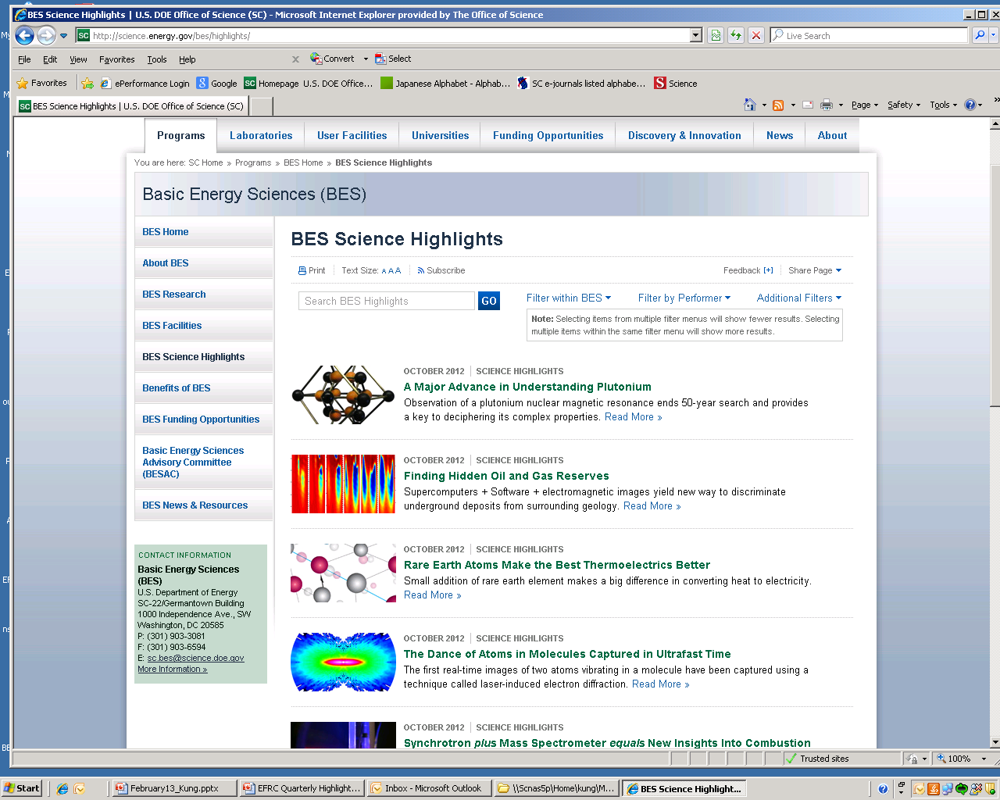 BES Science Highlights | U.S. DOE Office of Science (SC) - Microsoft Internet Explorer provided by The Office of Science
SC http://science.energy.gov/bes/highlights/ Live Search
File Edit View Favorites Tools Help x Convert Select
Favorites ePerformance Login Google SC Homepage U.S. DOE Office... Japanese Alphabet - Alphab... SC e-journals listed alphabe... S Science
SC BES Science Highlights | U.S. DOE Office of Science (SC) Page Safety Tools
Programs Laboratories User Facilities Universities Funding Opportunities Discovery & Innovation News About
You are here: SC Home » Programs » BES Home » BES Science Highlights
Basic Energy Sciences (BES)
BES Home
About BES
BES Research
BES Facilities
BES Science Highlights
Benefits of BES
BES Funding Opportunities
Basic Energy Sciences
Advisory Committee
(BESAC)
BES News & Resources
CONTACT INFORMATION
Basic Energy Sciences
(BES)
U.S. Department of Energy
SC-22/Germantown Building
1000 Independence Ave., SW
Washington, DC 20585
P: (301) 903-3081
F: (301) 903-6594
E: sc.bes@science.doe.gov
More Information »
BES Science Highlights
Print Text Size: A A A Subscribe Feedback [+] Share Page
Search BES Highlights GO Filter within BES Filter by Performer Additional Filters
Note: Selecting items from multiple filter menus will show fewer results. Selecting
multiple items within the same filter menu will show more results.
OCTOBER 2012 | SCIENCE HIGHLIGHTS
A Major Advance in Understanding Plutonium
Observation of a plutonium nuclear magnetic resonance ends 50-year search and provides
a key to deciphering its complex properties. Read More »
OCTOBER 2012 | SCIENCE HIGHLIGHTS
Finding Hidden Oil and Gas Reserves
Supercomputers + Software + electromagnetic images yield new way to discriminate
underground deposits from surrounding geology. Read More »
OCTOBER 2012 | SCIENCE HIGHLIGHTS
Rare Earth Atoms Make the Best Thermoelectrics Better
Small addition of rare earth element makes a big difference in converting heat to electricity.
Read More »
OCTOBER 2012 | SCIENCE HIGHLIGHTS
The Dance of Atoms in Molecules Captured in Ultrafast Time
The first real-time images of two atoms vibrating in a molecule have been captured using a
technique called laser-induced electron diffraction. Read More »
OCTOBER 2012 | SCIENCE HIGHLIGHTS
Synchrotron plus Mass Spectrometer equals New Insights Into Combustion
Trusted sites 100%
Start February13_Kung.pptx EFRC Quarterly Highlight... Inbox - Microsoft Outlook \\Scnas5p\Home\kung\M... BES Science Highlight...